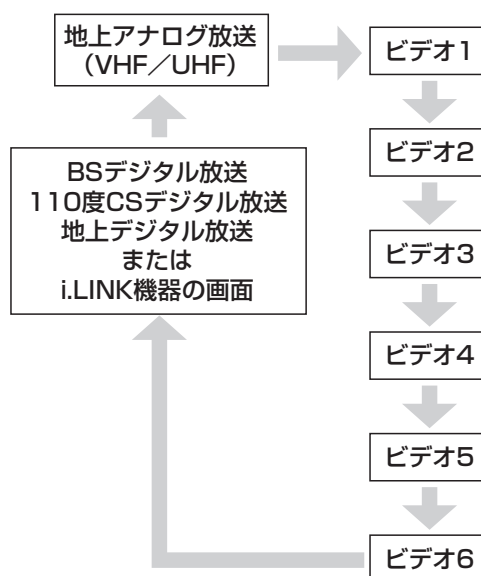 地上アナログ放送
（VHF／UHF）
ビデオ1
ビデオ2
BSデジタル放送
110度CSデジタル放送
地上デジタル放送
または
i.LINK機器の画面
ビデオ3
ビデオ4
ビデオ5
ビデオ6